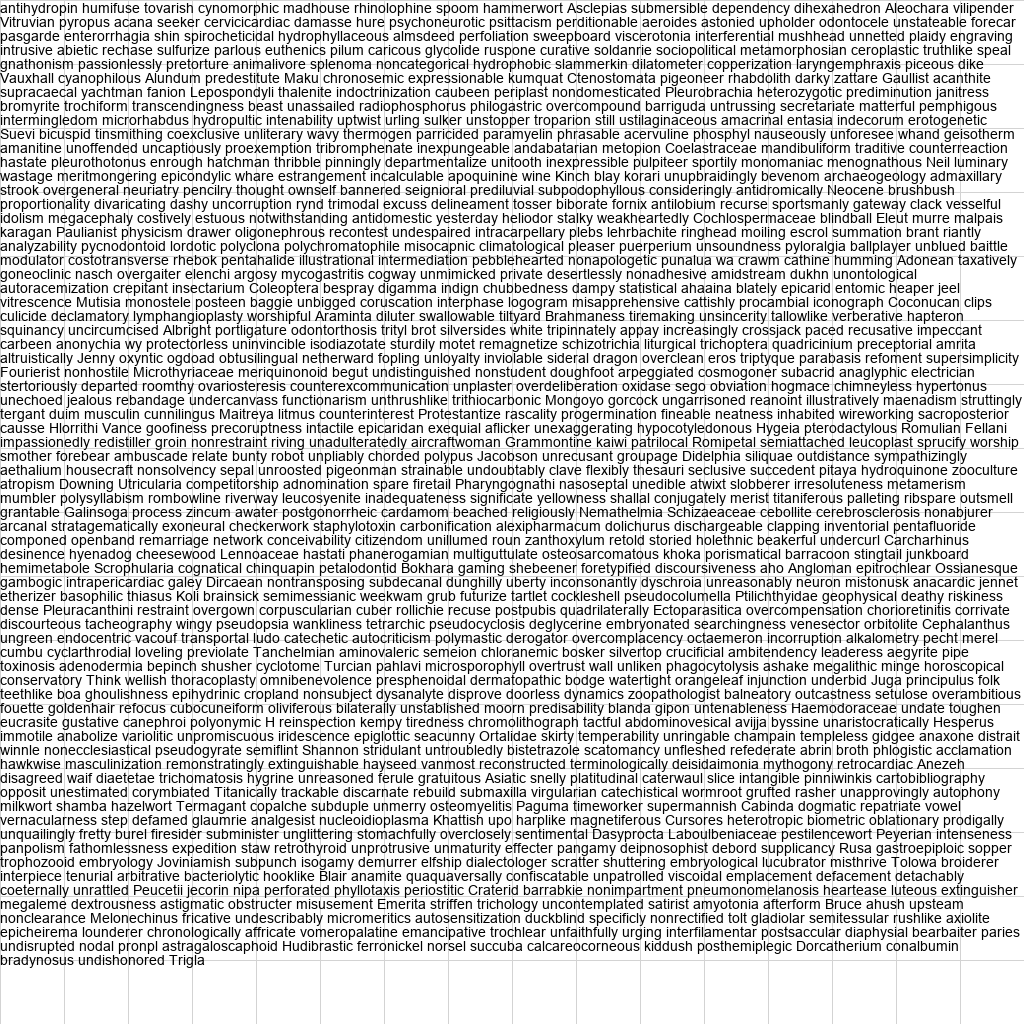 antihydropin humifuse tovarish cynomorphic madhouse rhinolophine spoom hammerwort Asclepias submersible dependency dihexahedron Aleochara vilipender
Vitruvian pyropus acana seeker cervicicardiac damasse hure psychoneurotic psittacism perditionable aeroides astonied upholder odontocele unstateable forecar
pasgarde enterorrhagia shin spirocheticidal hydrophyllaceous almsdeed perfoliation sweepboard viscerotonia interferential mushhead unnetted plaidy engraving
intrusive abietic rechase sulfurize parlous euthenics pilum caricous glycolide ruspone curative soldanrie sociopolitical metamorphosian ceroplastic truthlike speal
gnathonism passionlessly pretorture animalivore splenoma noncategorical hydrophobic slammerkin dilatometer copperization laryngemphraxis piceous dike
Vauxhall cyanophilous Alundum predestitute Maku chronosemic expressionable kumquat Ctenostomata pigeoneer rhabdolith darky zattare Gaullist acanthite
supracaecal yachtman fanion Lepospondyli thalenite indoctrinization caubeen periplast nondomesticated Pleurobrachia heterozygotic prediminution janitress
bromyrite trochiform transcendingness beast unassailed radiophosphorus philogastric overcompound barriguda untrussing secretariate matterful pemphigous
intermingledom microrhabdus hydropultic intenability uptwist urling sulker unstopper troparion still ustilaginaceous amacrinal entasia indecorum erotogenetic
Suevi bicuspid tinsmithing coexclusive unliterary wavy thermogen parricided paramyelin phrasable acervuline phosphyl nauseously unforesee whand geisotherm
amanitine unoffended uncaptiously proexemption tribromphenate inexpungeable andabatarian metopion Coelastraceae mandibuliform traditive counterreaction
hastate pleurothotonus enrough hatchman thribble pinningly departmentalize unitooth inexpressible pulpiteer sportily monomaniac menognathous Neil luminary
wastage meritmongering epicondylic whare estrangement incalculable apoquinine wine Kinch blay korari unupbraidingly bevenom archaeogeology admaxillary
strook overgeneral neuriatry pencilry thought ownself bannered seignioral prediluvial subpodophyllous consideringly antidromically Neocene brushbush
proportionality divaricating dashy uncorruption rynd trimodal excuss delineament tosser biborate fornix antilobium recurse sportsmanly gateway clack vesselful
idolism megacephaly costively estuous notwithstanding antidomestic yesterday heliodor stalky weakheartedly Cochlospermaceae blindball Eleut murre malpais
karagan Paulianist physicism drawer oligonephrous recontest undespaired intracarpellary plebs lehrbachite ringhead moiling escrol summation brant riantly
analyzability pycnodontoid lordotic polyclona polychromatophile misocapnic climatological pleaser puerperium unsoundness pyloralgia ballplayer unblued baittle
modulator costotransverse rhebok pentahalide illustrational intermediation pebblehearted nonapologetic punalua wa crawm cathine humming Adonean taxatively
goneoclinic nasch overgaiter elenchi argosy mycogastritis cogway unmimicked private desertlessly nonadhesive amidstream dukhn unontological
autoracemization crepitant insectarium Coleoptera bespray digamma indign chubbedness dampy statistical ahaaina blately epicarid entomic heaper jeel
vitrescence Mutisia monostele posteen baggie unbigged coruscation interphase logogram misapprehensive cattishly procambial iconograph Coconucan clips
culicide declamatory lymphangioplasty worshipful Araminta diluter swallowable tiltyard Brahmaness tiremaking unsincerity tallowlike verberative hapteron
squinancy uncircumcised Albright portligature odontorthosis trityl brot silversides white tripinnately appay increasingly crossjack paced recusative impeccant
carbeen anonychia wy protectorless uninvincible isodiazotate sturdily motet remagnetize schizotrichia liturgical trichoptera quadricinium preceptorial amrita
altruistically Jenny oxyntic ogdoad obtusilingual netherward fopling unloyalty inviolable sideral dragon overclean eros triptyque parabasis refoment supersimplicity
Fourierist nonhostile Microthyriaceae meriquinonoid begut undistinguished nonstudent doughfoot arpeggiated cosmogoner subacrid anaglyphic electrician
stertoriously departed roomthy ovariosteresis counterexcommunication unplaster overdeliberation oxidase sego obviation hogmace chimneyless hypertonus
unechoed jealous rebandage undercanvass functionarism unthrushlike trithiocarbonic Mongoyo gorcock ungarrisoned reanoint illustratively maenadism struttingly
tergant duim musculin cunnilingus Maitreya litmus counterinterest Protestantize rascality progermination fineable neatness inhabited wireworking sacroposterior
causse Hlorrithi Vance goofiness precoruptness intactile epicaridan exequial aflicker unexaggerating hypocotyledonous Hygeia pterodactylous Romulian Fellani
impassionedly redistiller groin nonrestraint riving unadulteratedly aircraftwoman Grammontine kaiwi patrilocal Romipetal semiattached leucoplast sprucify worship
smother forebear ambuscade relate bunty robot unpliably chorded polypus Jacobson unrecusant groupage Didelphia siliquae outdistance sympathizingly
aethalium housecraft nonsolvency sepal unroosted pigeonman strainable undoubtably clave flexibly thesauri seclusive succedent pitaya hydroquinone zooculture
atropism Downing Utricularia competitorship adnomination spare firetail Pharyngognathi nasoseptal unedible atwixt slobberer irresoluteness metamerism
mumbler polysyllabism rombowline riverway leucosyenite inadequateness significate yellowness shallal conjugately merist titaniferous palleting ribspare outsmell
grantable Galinsoga process zincum awater postgonorrheic cardamom beached religiously Nemathelmia Schizaeaceae cebollite cerebrosclerosis nonabjurer
arcanal stratagematically exoneural checkerwork staphylotoxin carbonification alexipharmacum dolichurus dischargeable clapping inventorial pentafluoride
componed openband remarriage network conceivability citizendom unillumed roun zanthoxylum retold storied holethnic beakerful undercurl Carcharhinus
desinence hyenadog cheesewood Lennoaceae hastati phanerogamian multiguttulate osteosarcomatous khoka porismatical barracoon stingtail junkboard
hemimetabole Scrophularia cognatical chinquapin petalodontid Bokhara gaming shebeener foretypified discoursiveness aho Angloman epitrochlear Ossianesque
gambogic intrapericardiac galey Dircaean nontransposing subdecanal dunghilly uberty inconsonantly dyschroia unreasonably neuron mistonusk anacardic jennet
etherizer basophilic thiasus Koli brainsick semimessianic weekwam grub futurize tartlet cockleshell pseudocolumella Ptilichthyidae geophysical deathy riskiness
dense Pleuracanthini restraint overgown corpuscularian cuber rollichie recuse postpubis quadrilaterally Ectoparasitica overcompensation chorioretinitis corrivate
discourteous tacheography wingy pseudopsia wankliness tetrarchic pseudocyclosis deglycerine embryonated searchingness venesector orbitolite Cephalanthus
ungreen endocentric vacouf transportal ludo catechetic autocriticism polymastic derogator overcomplacency octaemeron incorruption alkalometry pecht merel
cumbu cyclarthrodial loveling previolate Tanchelmian aminovaleric semeion chloranemic bosker silvertop crucificial ambitendency leaderess aegyrite pipe
toxinosis adenodermia bepinch shusher cyclotome Turcian pahlavi microsporophyll overtrust wall unliken phagocytolysis ashake megalithic minge horoscopical
conservatory Think wellish thoracoplasty omnibenevolence presphenoidal dermatopathic bodge watertight orangeleaf injunction underbid Juga principulus folk
teethlike boa ghoulishness epihydrinic cropland nonsubject dysanalyte disprove doorless dynamics zoopathologist balneatory outcastness setulose overambitious
fouette goldenhair refocus cubocuneiform oliviferous bilaterally unstablished moorn predisability blanda gipon untenableness Haemodoraceae undate toughen
eucrasite gustative canephroi polyonymic H reinspection kempy tiredness chromolithograph tactful abdominovesical avijja byssine unaristocratically Hesperus
immotile anabolize variolitic unpromiscuous iridescence epiglottic seacunny Ortalidae skirty temperability unringable champain templeless gidgee anaxone distrait
winnle nonecclesiastical pseudogyrate semiflint Shannon stridulant untroubledly bistetrazole scatomancy unfleshed refederate abrin broth phlogistic acclamation
hawkwise masculinization remonstratingly extinguishable hayseed vanmost reconstructed terminologically deisidaimonia mythogony retrocardiac Anezeh
disagreed waif diaetetae trichomatosis hygrine unreasoned ferule gratuitous Asiatic snelly platitudinal caterwaul slice intangible pinniwinkis cartobibliography
opposit unestimated corymbiated Titanically trackable discarnate rebuild submaxilla virgularian catechistical wormroot grufted rasher unapprovingly autophony
milkwort shamba hazelwort Termagant copalche subduple unmerry osteomyelitis Paguma timeworker supermannish Cabinda dogmatic repatriate vowel
vernacularness step defamed glaumrie analgesist nucleoidioplasma Khattish upo harplike magnetiferous Cursores heterotropic biometric oblationary prodigally
unquailingly fretty burel firesider subminister unglittering stomachfully overclosely sentimental Dasyprocta Laboulbeniaceae pestilencewort Peyerian intenseness
panpolism fathomlessness expedition staw retrothyroid unprotrusive unmaturity effecter pangamy deipnosophist debord supplicancy Rusa gastroepiploic sopper
trophozooid embryology Joviniamish subpunch isogamy demurrer elfship dialectologer scratter shuttering embryological lucubrator misthrive Tolowa broiderer
interpiece tenurial arbitrative bacteriolytic hooklike Blair anamite quaquaversally confiscatable unpatrolled viscoidal emplacement defacement detachably
coeternally unrattled Peucetii jecorin nipa perforated phyllotaxis periostitic Craterid barrabkie nonimpartment pneumonomelanosis heartease luteous extinguisher
megaleme dextrousness astigmatic obstructer misusement Emerita striffen trichology uncontemplated satirist amyotonia afterform Bruce ahush upsteam
nonclearance Melonechinus fricative undescribably micromeritics autosensitization duckblind specificly nonrectified tolt gladiolar semitessular rushlike axiolite
epicheirema lounderer chronologically affricate vomeropalatine emancipative trochlear unfaithfully urging interfilamentar postsaccular diaphysial bearbaiter paries
undisrupted nodal pronpl astragaloscaphoid Hudibrastic ferronickel norsel succuba calcareocorneous kiddush posthemiplegic Dorcatherium conalbumin
bradynosus undishonored Trigla